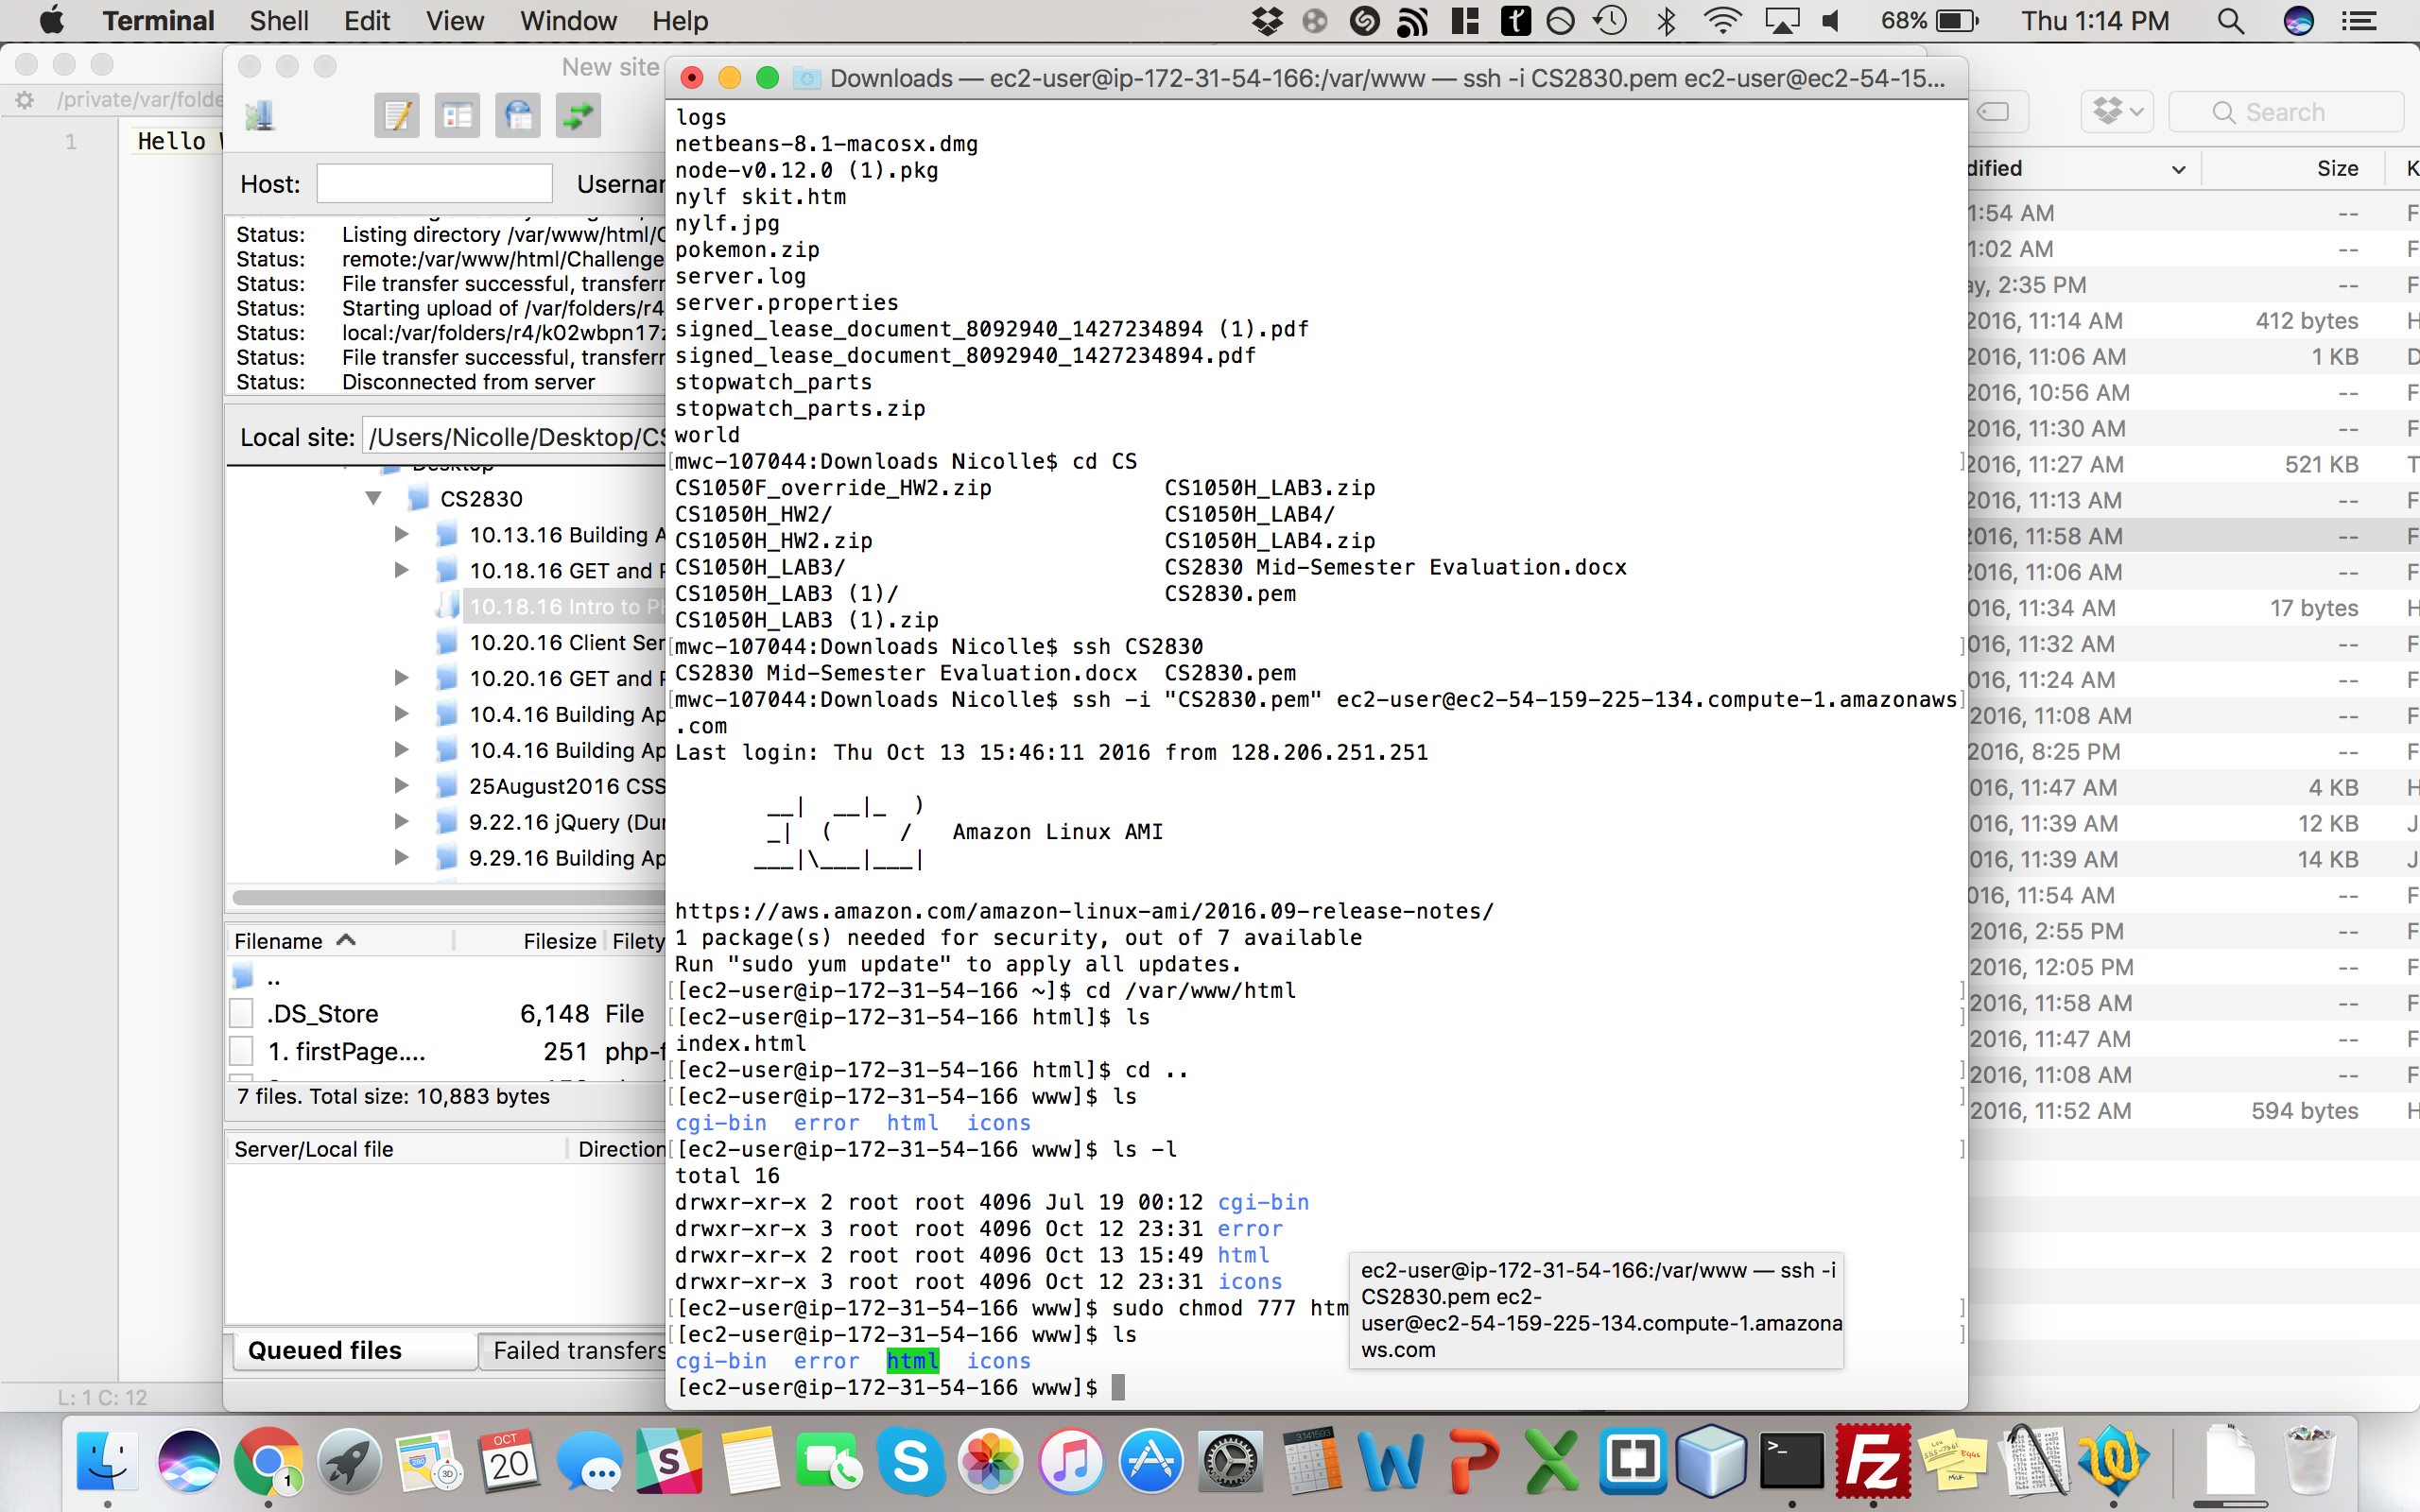 Terminal Shell Edit View Window Help 68% Thu 1:14 PM
/private/var/folde
1 Hello
L: 1 C: 12
New site
Host: Userna
Status: Listing directory /var/www/html/
Status: remote:/var/www/html/Challenge
Status: File transfer successful, transferr
Status: Starting upload of /var/folders/r4
Status: local:/var/folders/r4/k02wbpn17
Status: File transfer successful, transferr
Status: Disconnected from server
Local site: /Users/Nicolle/Desktop/CS
Desktop
CS2830
10.13.16 Building A
10.18.16 GET and P
10.18.16 Intro to PH
10.20.16 Client Ser
10.20.16 GET and P
10.4.16 Building Ap
10.4.16 Building Ap
25August2016 CSS
9.22.16 jQuery (Dur
9.29.16 Building Ap
Filename Filesize Filety
..
.DS_Store 6,148 File
1. firstPage.... 251 php-f
7 files. Total size: 10,883 bytes
Server/Local file Direction
Queued files Failed transfers
Downloads — ec2-user@ip-172-31-54-166:/var/www — ssh -i CS2830.pem ec2-user@ec2-54-15...
logs
netbeans-8.1-macosx.dmg
node-v0.12.0 (1).pkg
nylf skit.htm
nylf.jpg
pokemon.zip
server.log
server.properties
signed_lease_document_8092940_1427234894 (1).pdf
signed_lease_document_8092940_1427234894.pdf
stopwatch_parts
stopwatch_parts.zip
world
[mwc-107044:Downloads Nicolle$ cd CS ]
CS1050F_override_HW2.zip CS1050H_LAB3.zip
CS1050H_HW2/ CS1050H_LAB4/
CS1050H_HW2.zip CS1050H_LAB4.zip
CS1050H_LAB3/ CS2830 Mid-Semester Evaluation.docx
CS1050H_LAB3 (1)/ CS2830.pem
CS1050H_LAB3 (1).zip
[mwc-107044:Downloads Nicolle$ ssh CS2830 ]
CS2830 Mid-Semester Evaluation.docx CS2830.pem
[mwc-107044:Downloads Nicolle$ ssh -i "CS2830.pem" ec2-user@ec2-54-159-225-134.compute-1.amazonaws]
.com
Last login: Thu Oct 13 15:46:11 2016 from 128.206.251.251
__| __|_ )
_| ( / Amazon Linux AMI
___|\___|___|
https://aws.amazon.com/amazon-linux-ami/2016.09-release-notes/
1 package(s) needed for security, out of 7 available
Run "sudo yum update" to apply all updates.
[[ec2-user@ip-172-31-54-166 ~]$ cd /var/www/html ]
[[ec2-user@ip-172-31-54-166 html]$ ls ]
index.html
[[ec2-user@ip-172-31-54-166 html]$ cd .. ]
[[ec2-user@ip-172-31-54-166 www]$ ls ]
cgi-bin error html icons
[[ec2-user@ip-172-31-54-166 www]$ ls -l ]
total 16
drwxr-xr-x 2 root root 4096 Jul 19 00:12 cgi-bin
drwxr-xr-x 3 root root 4096 Oct 12 23:31 error
drwxr-xr-x 2 root root 4096 Oct 13 15:49 html
drwxr-xr-x 3 root root 4096 Oct 12 23:31 icons
[[ec2-user@ip-172-31-54-166 www]$ sudo chmod 777 htm ]
[[ec2-user@ip-172-31-54-166 www]$ ls ]
cgi-bin error html icons
[ec2-user@ip-172-31-54-166 www]$
ec2-user@ip-172-31-54-166:/var/www — ssh -i
CS2830.pem ec2-
user@ec2-54-159-225-134.compute-1.amazona
ws.com
Search
dified Size K
1:54 AM -- F
1:02 AM -- F
ay, 2:35 PM -- F
2016, 11:14 AM 412 bytes H
2016, 11:06 AM 1 KB D
2016, 10:56 AM -- F
2016, 11:30 AM -- F
2016, 11:27 AM 521 KB T
2016, 11:13 AM -- F
2016, 11:58 AM -- F
2016, 11:06 AM -- F
016, 11:34 AM 17 bytes H
016, 11:32 AM -- F
016, 11:24 AM -- F
2016, 11:08 AM -- F
2016, 8:25 PM -- F
016, 11:47 AM 4 KB H
016, 11:39 AM 12 KB J
016, 11:39 AM 14 KB J
016, 11:54 AM -- F
2016, 2:55 PM -- F
2016, 12:05 PM -- F
2016, 11:58 AM -- F
2016, 11:47 AM -- F
2016, 11:08 AM -- F
2016, 11:52 AM 594 bytes H
OCT
20